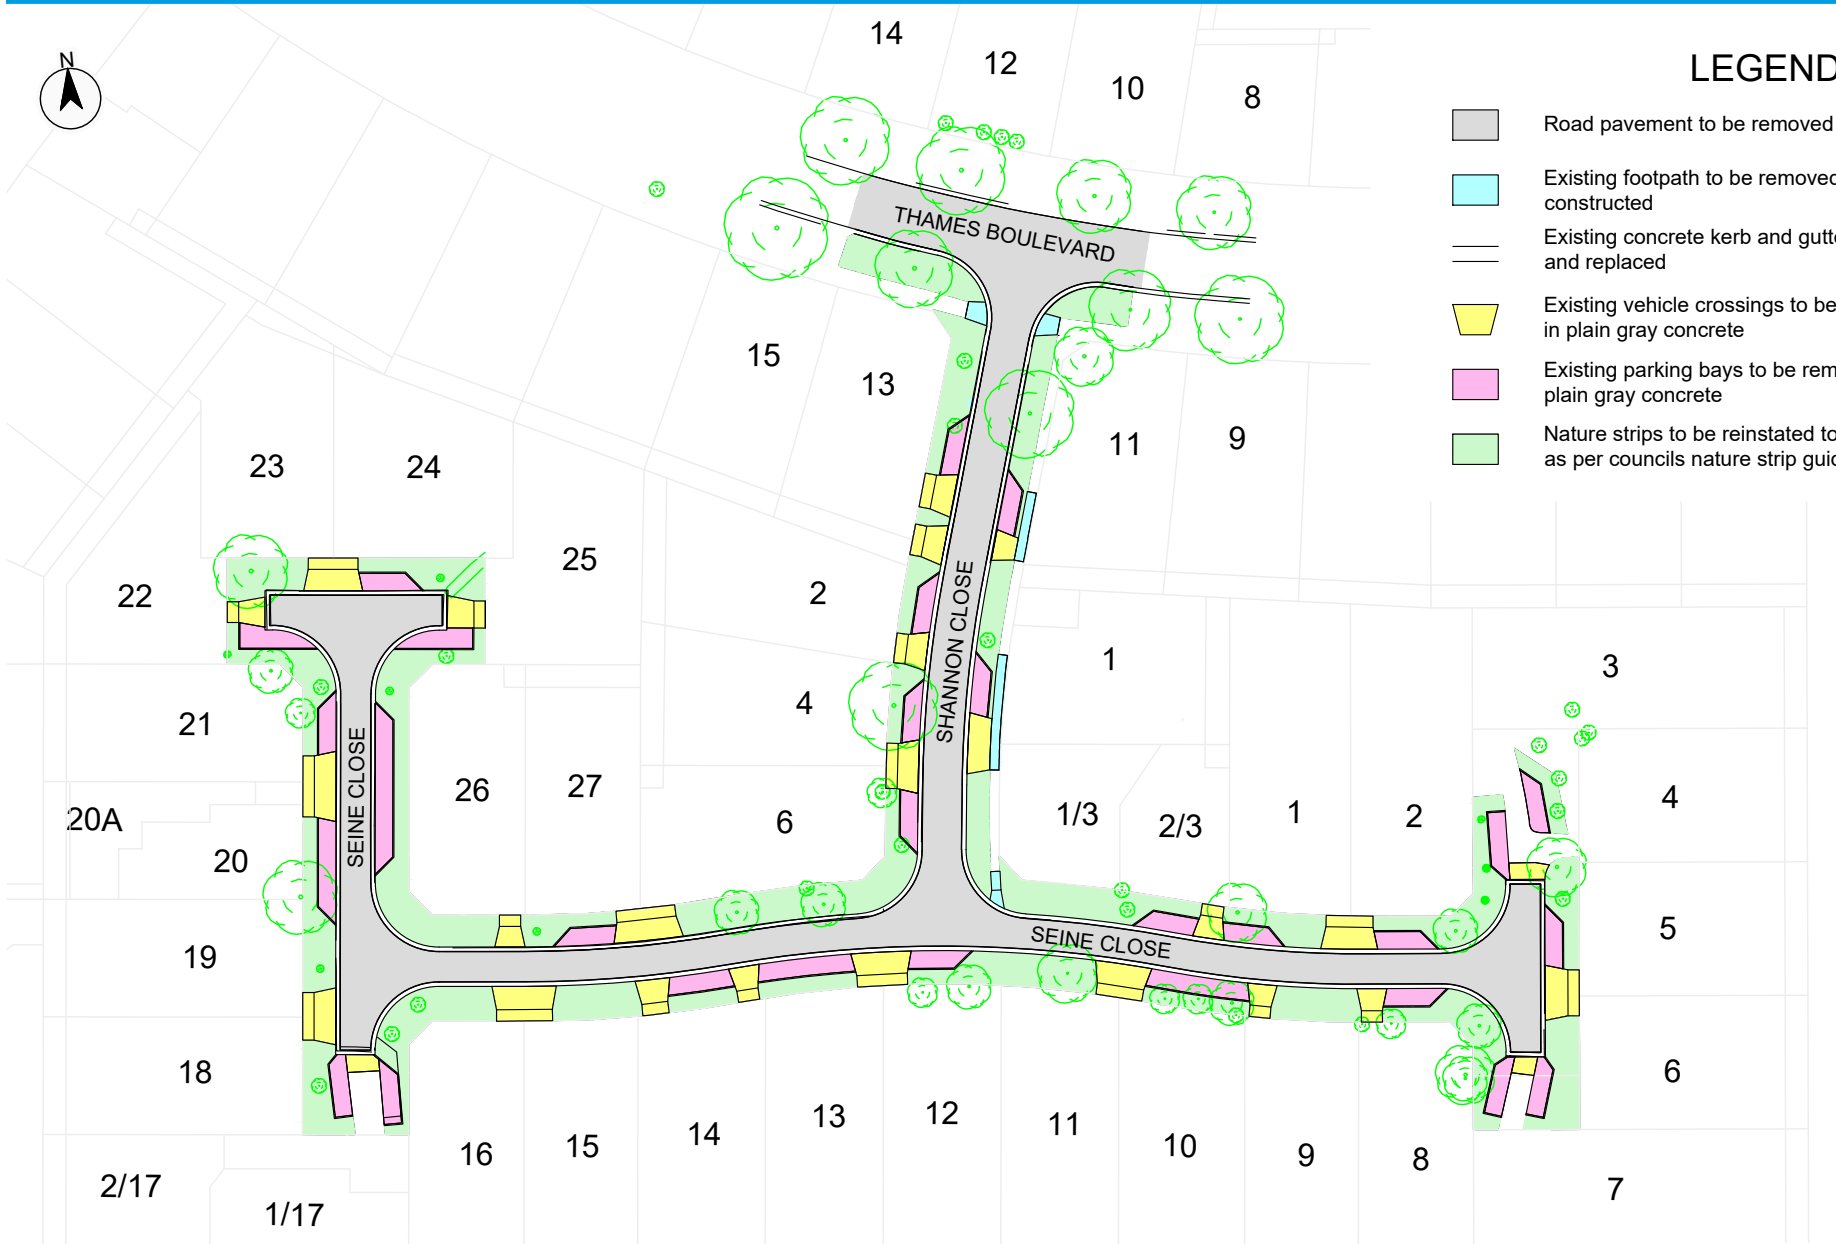 N
14
12
10
8
LEGEND
Road pavement to be removed
Existing footpath to be removed
constructed
Existing concrete kerb and gutt
and replaced
Existing vehicle crossings to be
in plain gray concrete
Existing parking bays to be rem
plain gray concrete
Nature strips to be reinstated to
as per councils nature strip guid
THAMES BOULEVARD
15
13
11
9
23
24
25
22
2
SHANNON CLOSE
1
3
4
21
SEINE CLOSE
26
27
20A
20
6
1/3
2/3
1
2
4
5
19
SEINE CLOSE
18
6
16
15
14
13
12
11
10
9
8
7
2/17
1/17